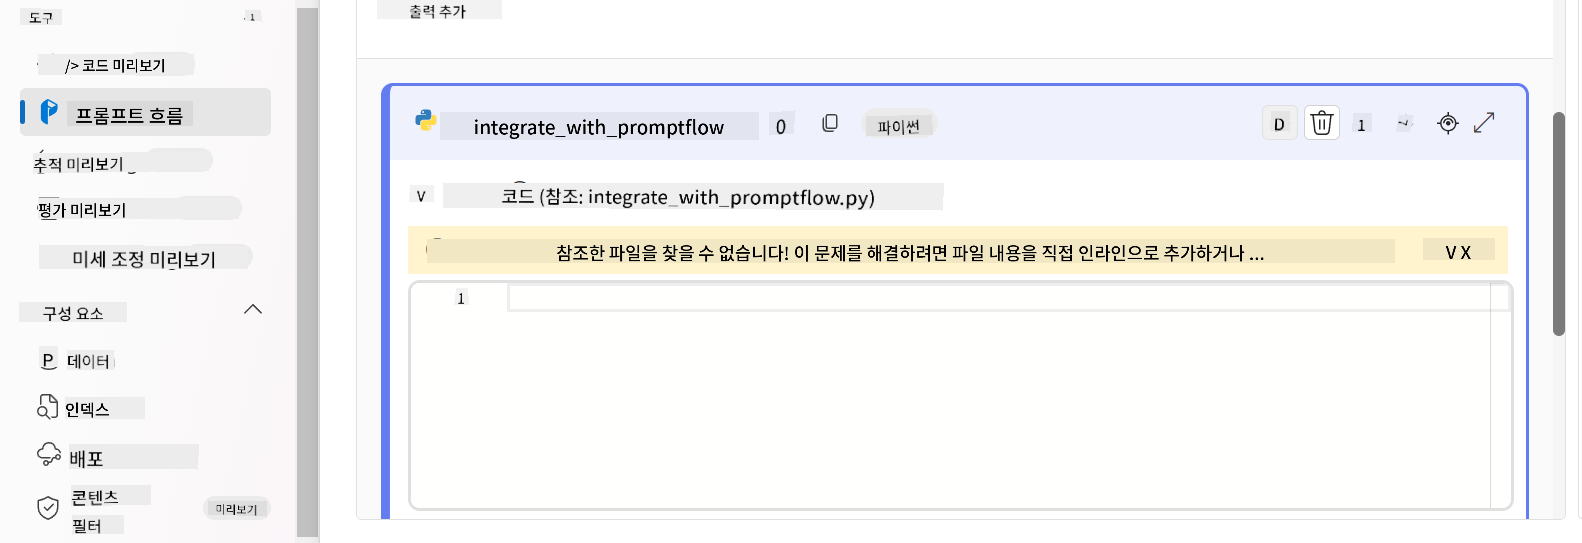 도구
/> 코드 미리보기
프롬프트 흐름
추적 미리보기
평가 미리보기
미세 조정 미리보기
구성 요소
P 데이터
인덱스
배포
콘텐츠
필터
미리보기
출력 추가
integrate_with_promptflow 0 파이썬 D 1
V 코드 (참조: integrate_with_promptflow.py)
참조한 파일을 찾을 수 없습니다! 이 문제를 해결하려면 파일 내용을 직접 인라인으로 추가하거나 ... V X
1